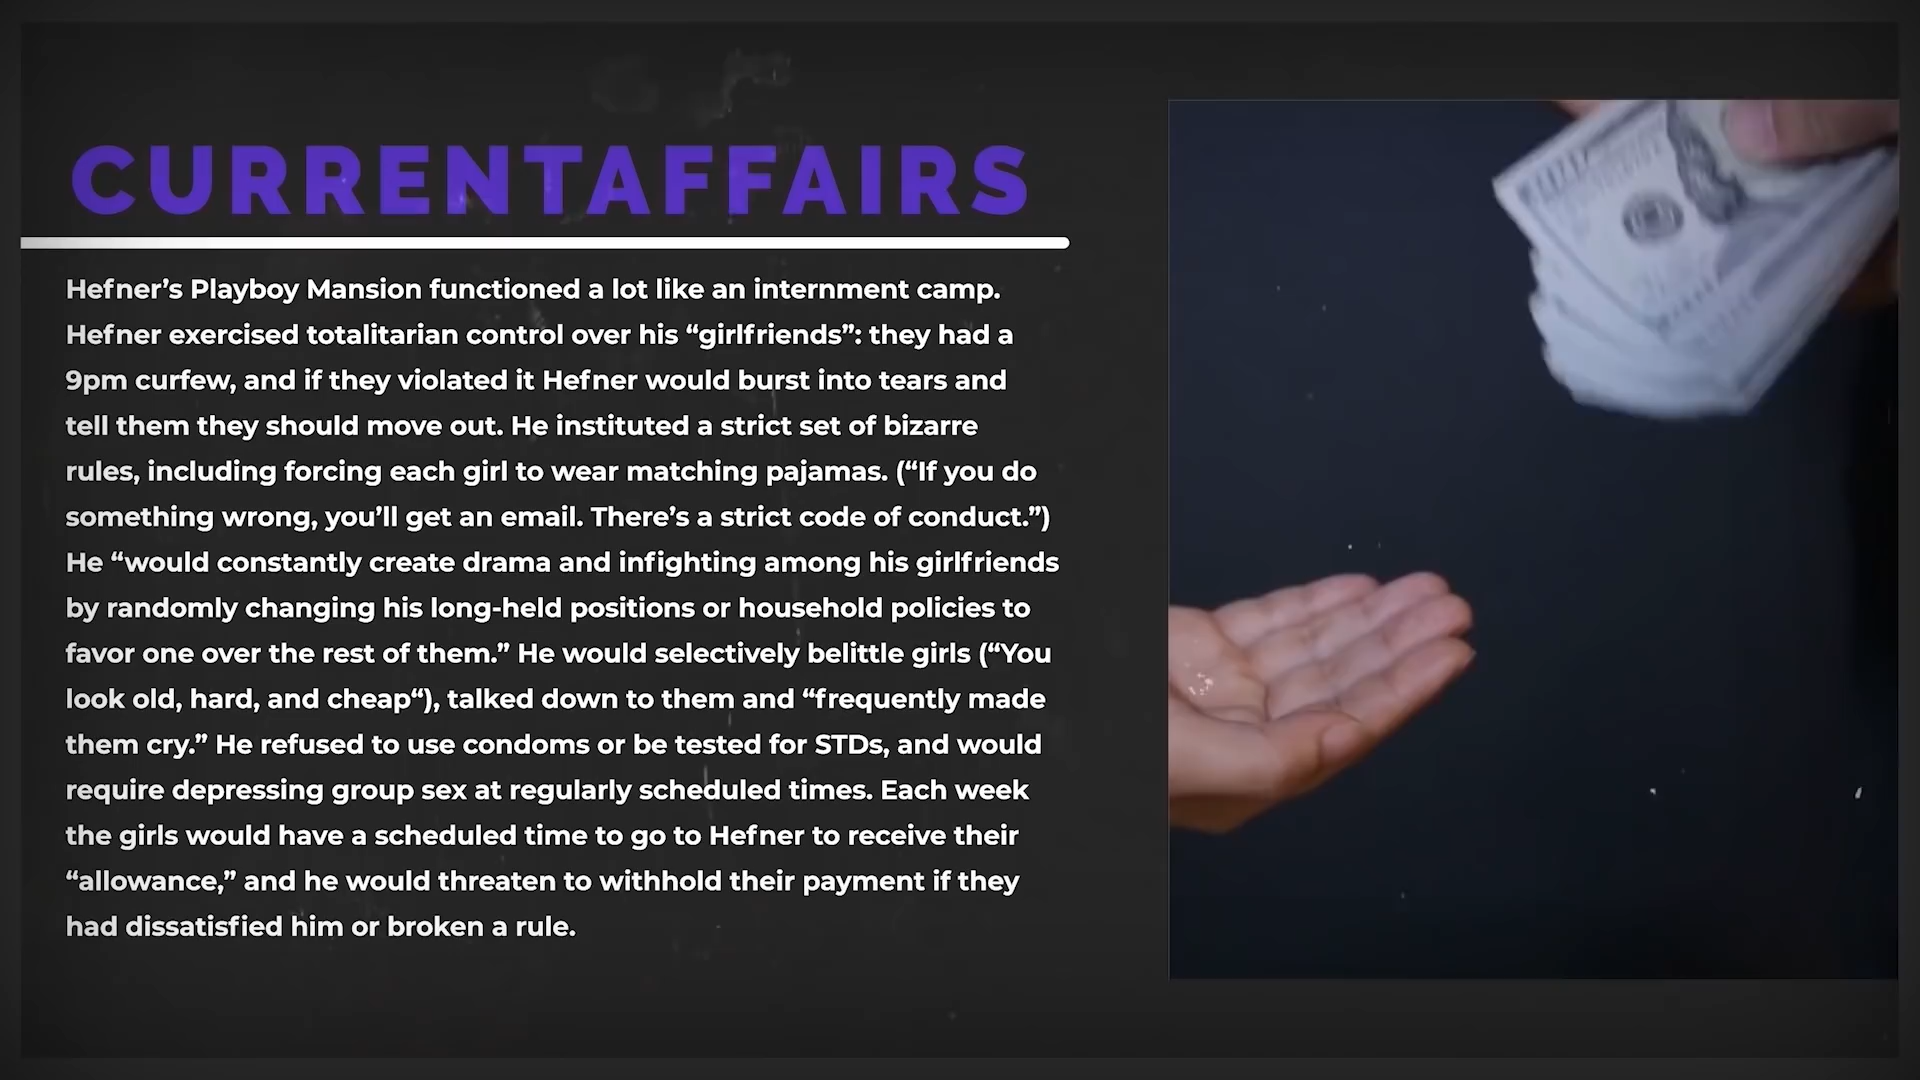 CURRENTAFFAIRS
Hefner’s Playboy Mansion functioned a lot like an internment camp.
Hefner exercised totalitarian control over his “girlfriends”: they had a
9pm curfew, and if they violated it Hefner would burst into tears and
tell them they should move out. He instituted a strict set of bizarre
rules, including forcing each girl to wear matching pajamas. (“If you do
something wrong, you’ll get an email. There’s a strict code of conduct.”)
He “would constantly create drama and infighting among his girlfriends
by randomly changing his long-held positions or household policies to
favor one over the rest of them.” He would selectively belittle girls (“You
look old, hard, and cheap“), talked down to them and “frequently made
them cry.” He refused to use condoms or be tested for STDs, and would
require depressing group sex at regularly scheduled times. Each week
the girls would have a scheduled time to go to Hefner to receive their
“allowance,” and he would threaten to withhold their payment if they
had dissatisfied him or broken a rule.